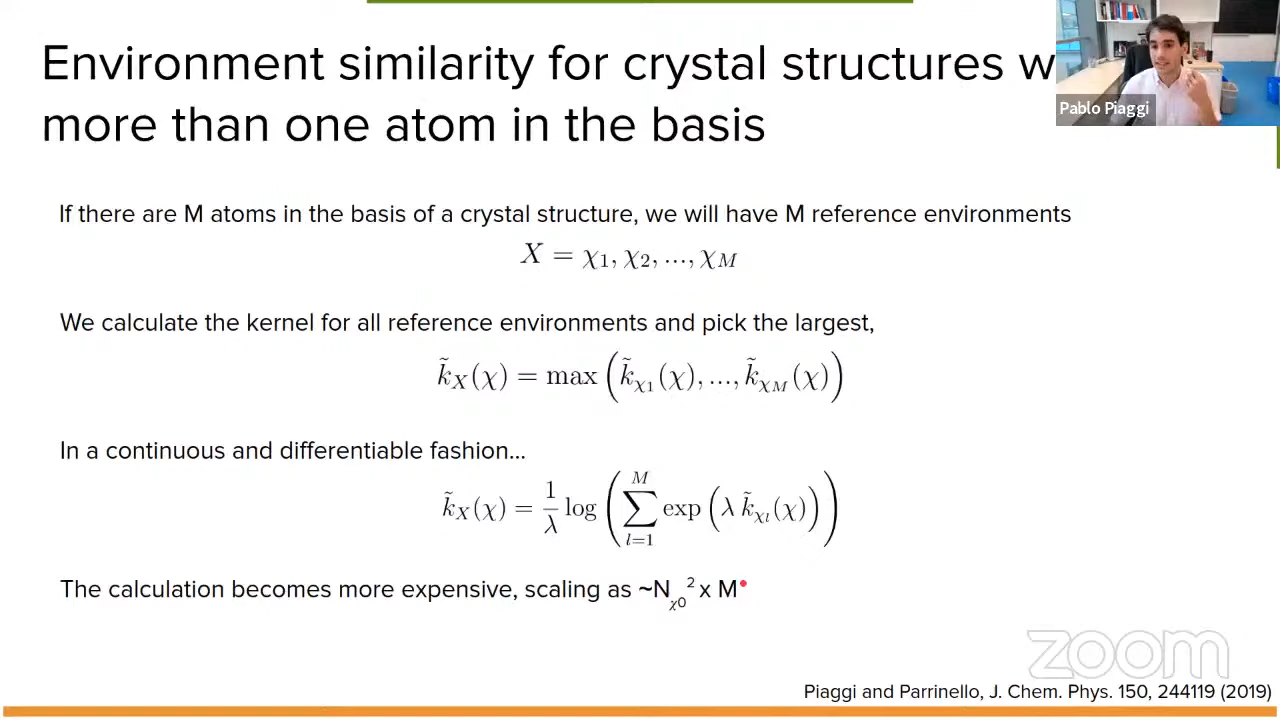 Environment similarity for crystal structures w
more than one atom in the basis
Pablo Piaggi
If there are M atoms in the basis of a crystal structure, we will have M reference environments
X = χ₁, χ₂, ..., χ_M
We calculate the kernel for all reference environments and pick the largest,
k̃_X(χ) = max (k̃_χ₁(χ), ..., k̃_χ_M(χ))
In a continuous and differentiable fashion...
k̃_X(χ) = 1/λ log (∑_{l=1}^{M} exp (λ k̃_χ_l(χ)))
The calculation becomes more expensive, scaling as ~N_χ0² x M
zoom
Piaggi and Parrinello, J. Chem. Phys. 150, 244119 (2019)